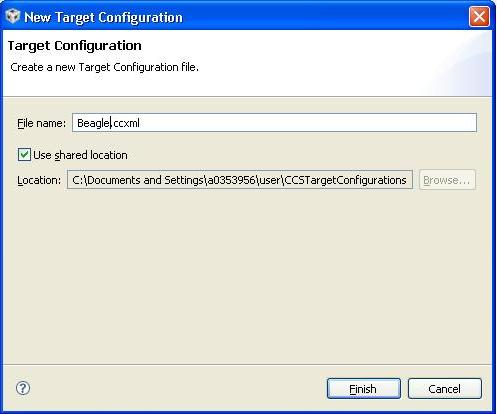 New Target Configuration
Target Configuration
Create a new Target Configuration file.
File name: Beagle.ccxml
Use shared location
Location: C:\Documents and Settings\a0353956\user\CCSTargetConfigurations Browse...
Finish Cancel